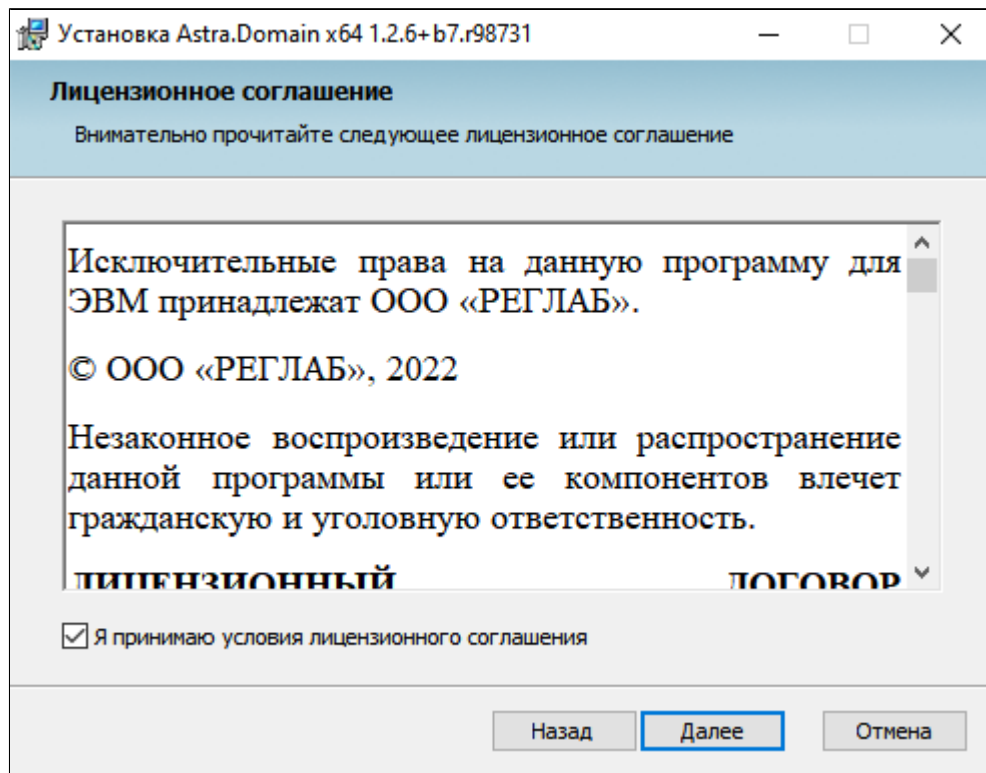 Установка Astra.Domain x64 1.2.6+b7.r98731
Лицензионное соглашение
Внимательно прочитайте следующее лицензионное соглашение
Исключительные права на данную программу для
ЭВМ принадлежат ООО «РЕГЛАБ».
© ООО «РЕГЛАБ», 2022
Незаконное воспроизведение или распространение
данной программы или ее компонентов влечет
гражданскую и уголовную ответственность.
ЛИЦЕНЗИОННЫЙ ДОГОВОР
Я принимаю условия лицензионного соглашения
Назад Далее Отмена